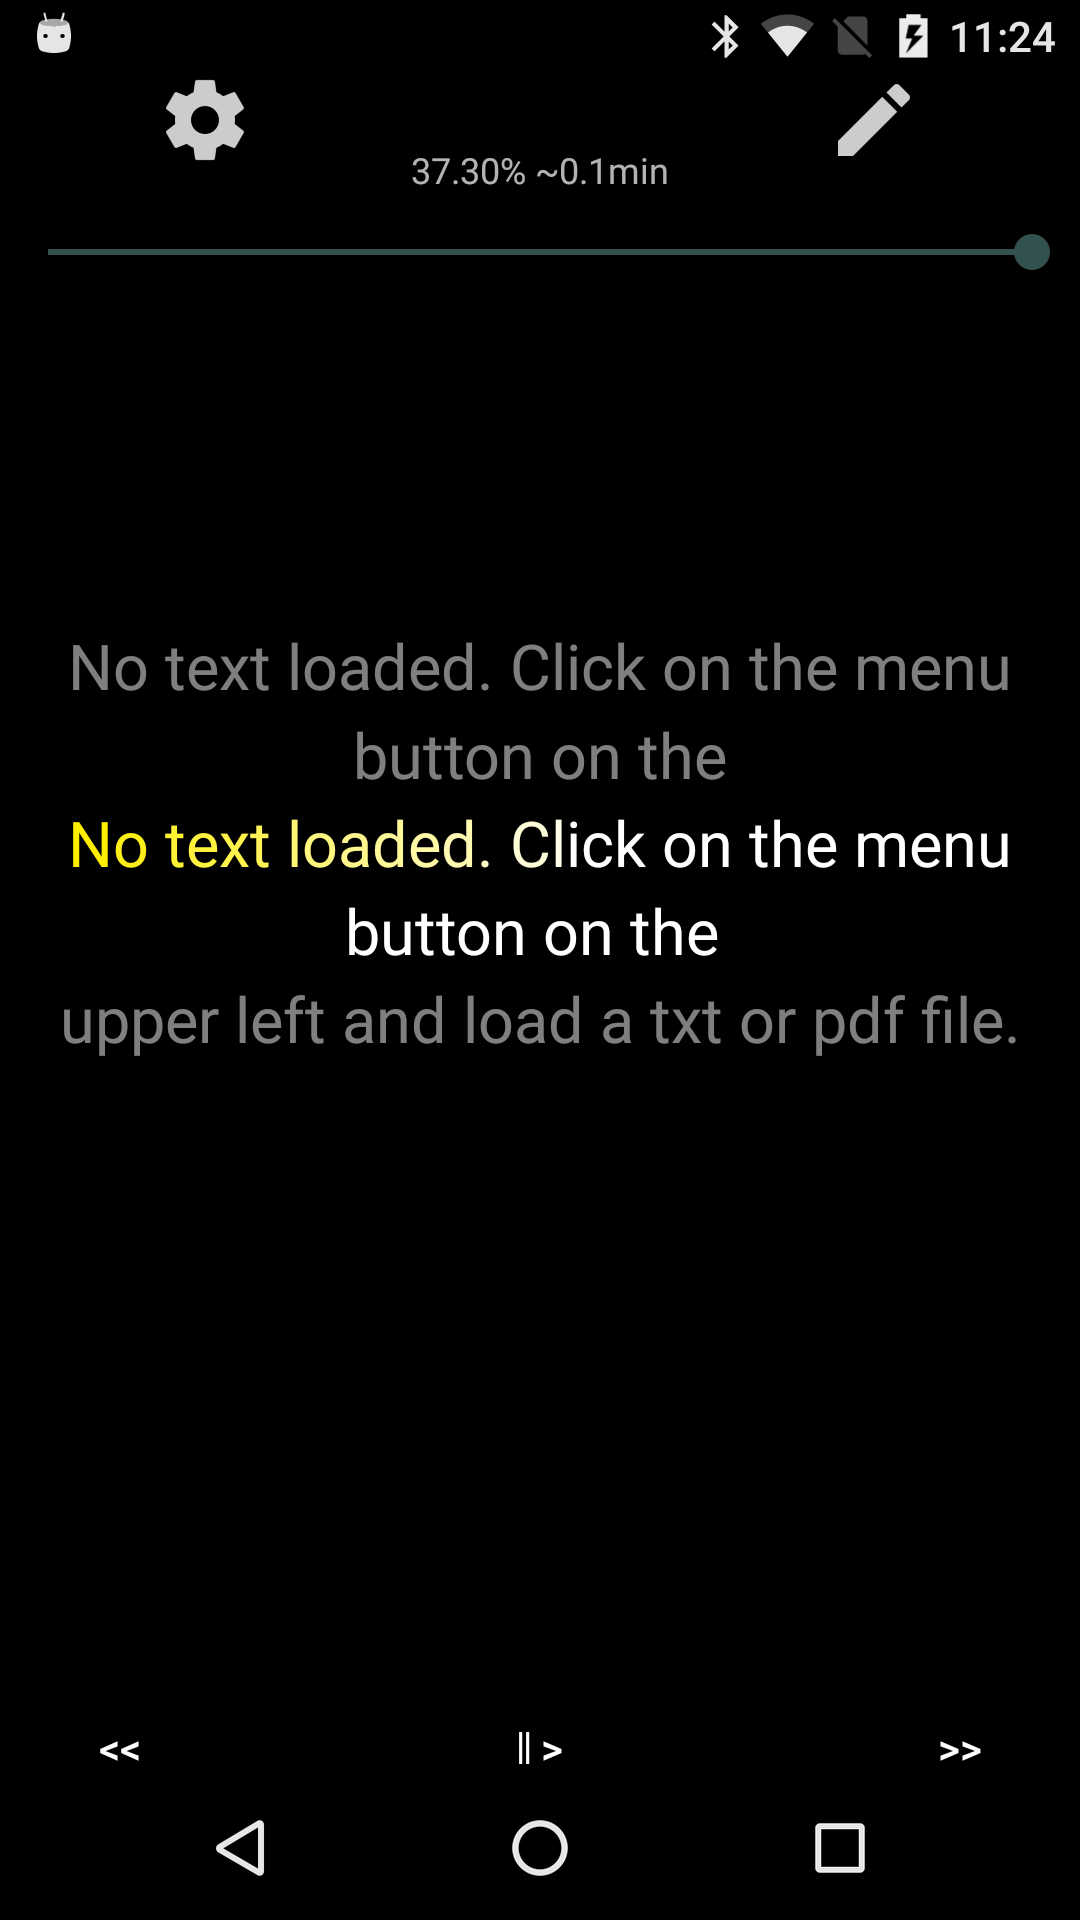 11:24
37.30% ~0.1min
No text loaded. Click on the menu
button on the
No text loaded. Click on the menu
button on the
upper left and load a txt or pdf file.
<< || > >>